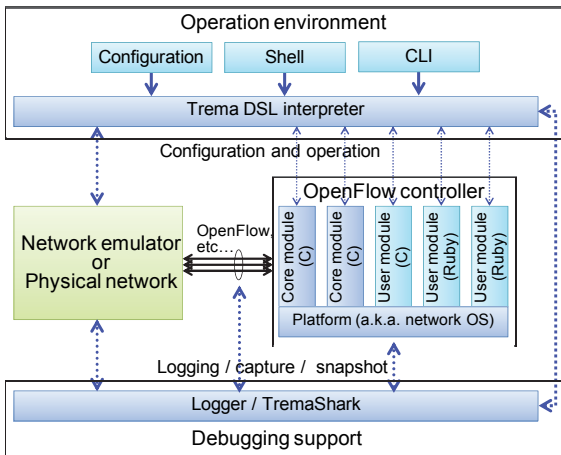 Operation environment
Configuration
Shell
CLI
Trema DSL interpreter
Configuration and operation
OpenFlow controller
Network emulator
or
Physical network
OpenFlow,
etc…
Core module
(C)
Core module
(C)
User module
(C)
User module
(Ruby)
User module
(Ruby)
Platform (a.k.a. network OS)
Logging / capture / snapshot
Logger / TremaShark
Debugging support